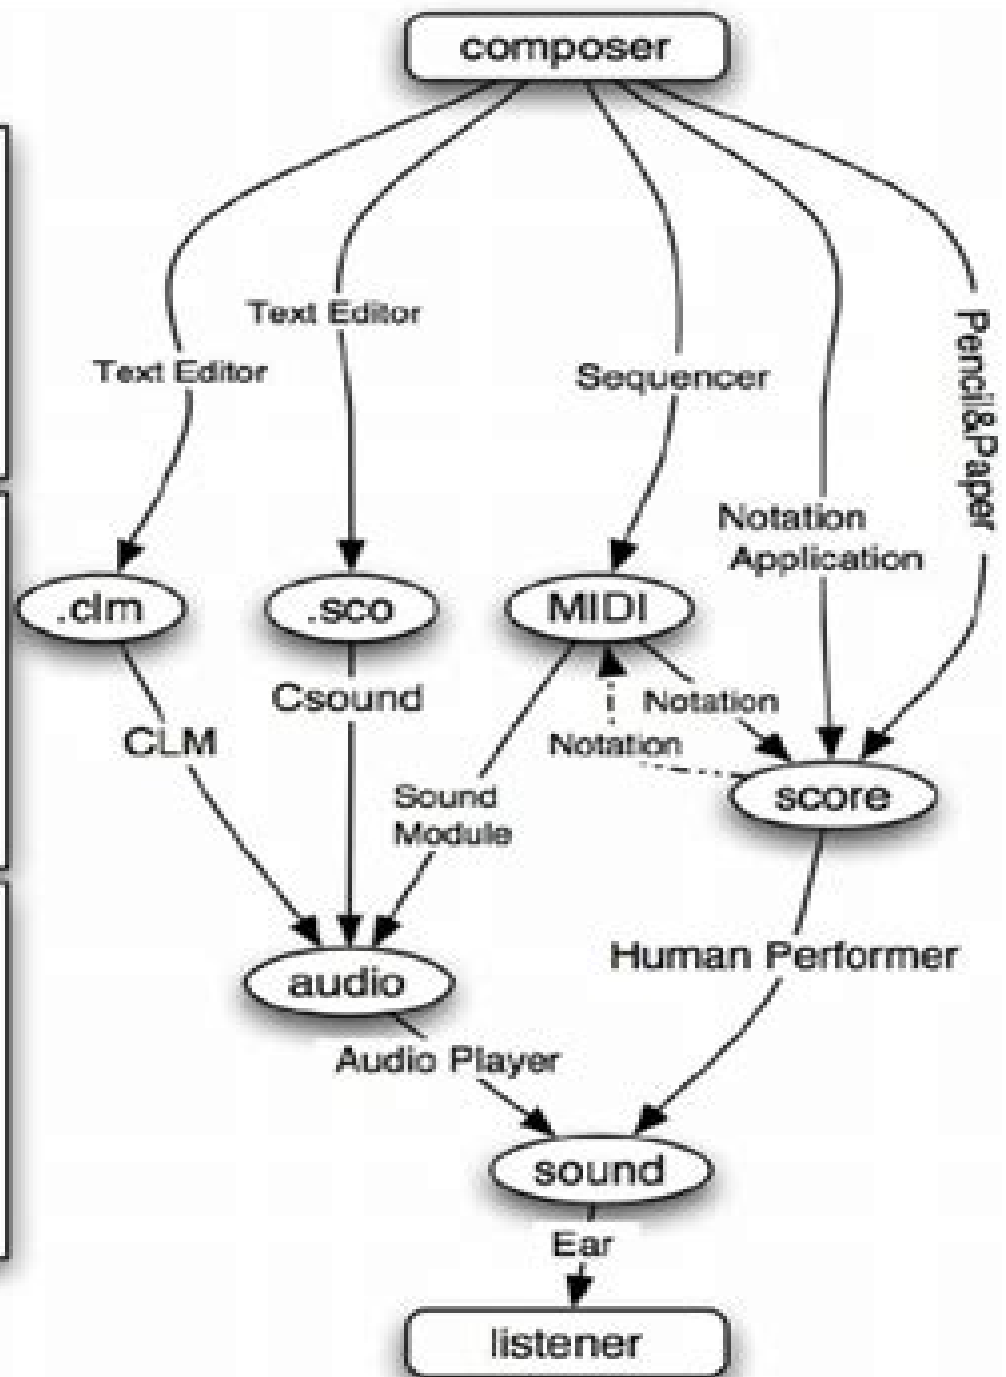 composer
Text Editor
Text Editor
Sequencer
Pencil&Paper
Notation
Application
.clm
.sco
MIDI
Csound
Notation
CLM
Notation
Sound
Module
score
Human Performer
audio
Audio Player
sound
Ear
listener